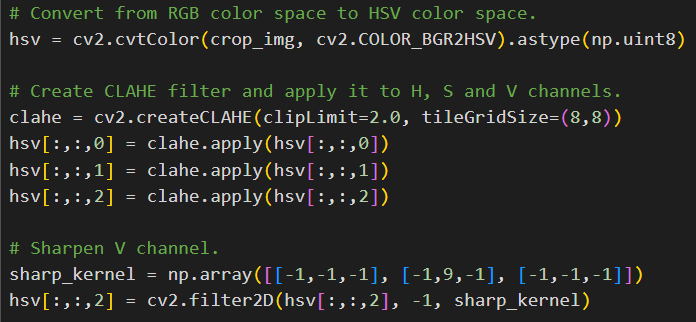 # Convert from RGB color space to HSV color space.
hsv = cv2.cvtColor(crop_img, cv2.COLOR_BGR2HSV).astype(np.uint8)
# Create CLAHE filter and apply it to H, S and V channels.
clahe = cv2.createCLAHE(clipLimit=2.0, tileGridSize=(8,8))
hsv[:,:,0] = clahe.apply(hsv[:,:,0])
hsv[:,:,1] = clahe.apply(hsv[:,:,1])
hsv[:,:,2] = clahe.apply(hsv[:,:,2])
# Sharpen V channel.
sharp_kernel = np.array([[-1,-1,-1], [-1,9,-1], [-1,-1,-1]])
hsv[:,:,2] = cv2.filter2D(hsv[:,:,2], -1, sharp_kernel)